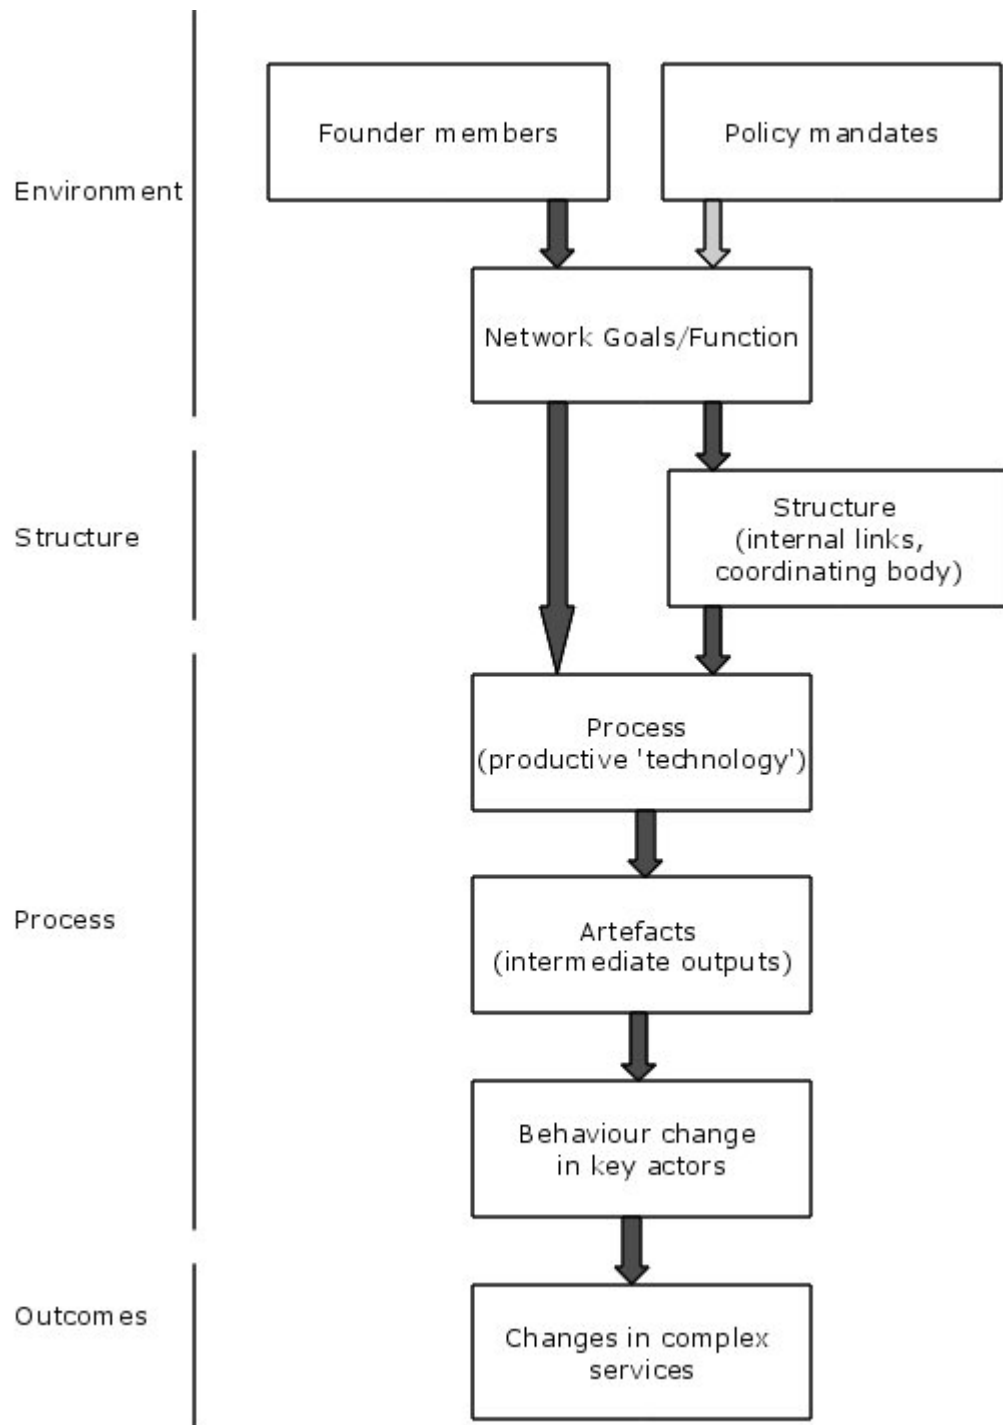 Founder members
Policy mandates
Environment
Network Goals/Function
Structure
Structure
(internal links,
coordinating body)
Process
(productive 'technology')
Process
Artefacts
(intermediate outputs)
Behaviour change
in key actors
Outcomes
Changes in complex
services